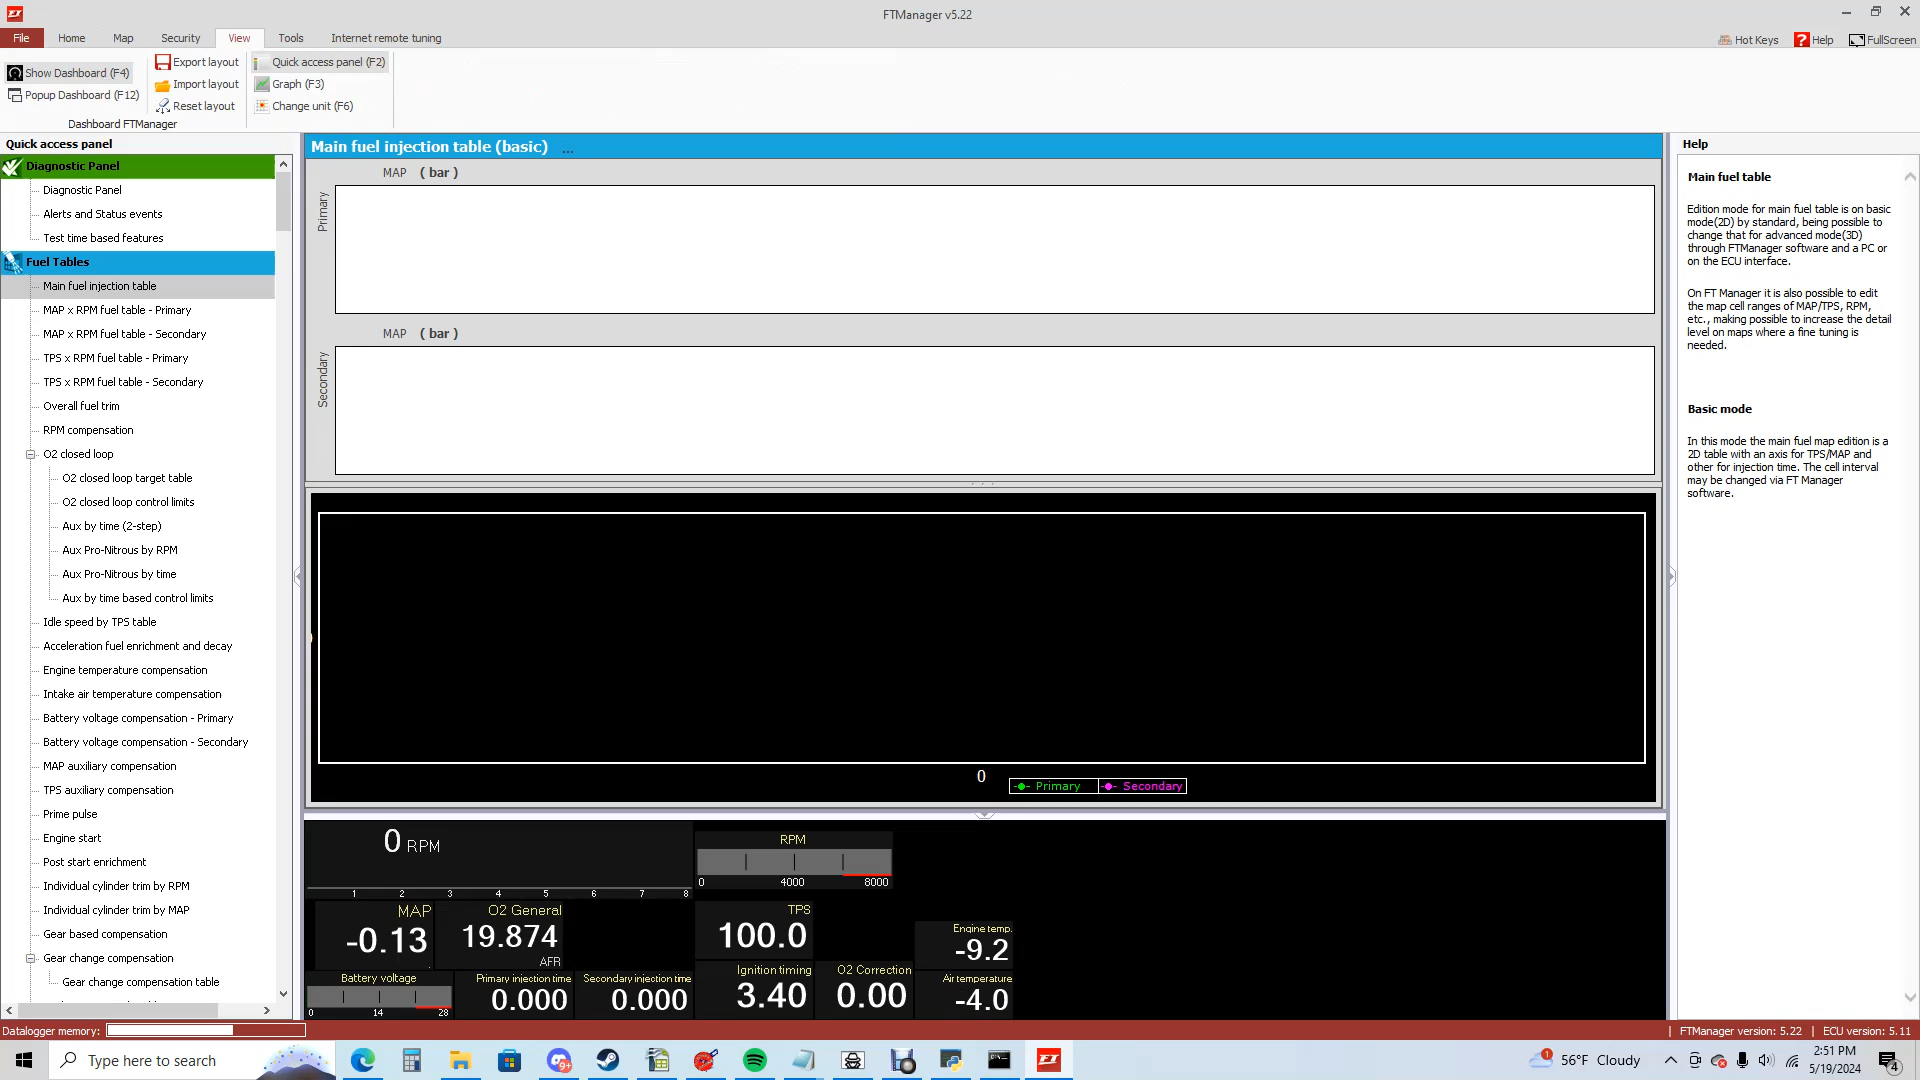 FTManager v5.22
File
Home
Map
Security
View
Tools
Internet remote tuning
Hot Keys
Help
FullScreen
Show Dashboard (F4)
Popup Dashboard (F12)
Export layout
Import layout
Reset layout
Quick access panel (F2)
Graph (F3)
Change unit (F6)
Dashboard FTManager
Quick access panel
Diagnostic Panel
Diagnostic Panel
Alerts and Status events
Test time based features
Fuel Tables
Main fuel injection table
MAP x RPM fuel table - Primary
MAP x RPM fuel table - Secondary
TPS x RPM fuel table - Primary
TPS x RPM fuel table - Secondary
Overall fuel trim
RPM compensation
O2 closed loop
O2 closed loop target table
O2 closed loop control limits
Aux by time (2-step)
Aux Pro-Nitrous by RPM
Aux Pro-Nitrous by time
Aux by time based control limits
Idle speed by TPS table
Acceleration fuel enrichment and decay
Engine temperature compensation
Intake air temperature compensation
Battery voltage compensation - Primary
Battery voltage compensation - Secondary
MAP auxiliary compensation
TPS auxiliary compensation
Prime pulse
Engine start
Post start enrichment
Individual cylinder trim by RPM
Individual cylinder trim by MAP
Gear based compensation
Gear change compensation
Gear change compensation table
Main fuel injection table (basic) ...
MAP ( bar )
Primary
MAP ( bar )
Secondary
0
Primary
Secondary
0 RPM
1 2 3 4 5 6 7 8
RPM
0 4000 8000
MAP
-0.13
O2 General
19.874
AFR
TPS
100.0
Engine temp.
-9.2
Battery voltage
0 14 28
Primary injection time
0.000
Secondary injection time
0.000
Ignition timing
3.40
O2 Correction
0.00
Air temperature
-4.0
Help
Main fuel table
Edition mode for main fuel table is on basic
mode(2D) by standard, being possible to
change that for advanced mode(3D)
through FTManager software and a PC or
on the ECU interface.
On FT Manager it is also possible to edit
the map cell ranges of MAP/TPS, RPM,
etc., making possible to increase the detail
level on maps where a fine tuning is
needed.
Basic mode
In this mode the main fuel map edition is a
2D table with an axis for TPS/MAP and
other for injection time. The cell interval
may be changed via FT Manager
software.
Datalogger memory:
| FTManager version: 5.22 | ECU version: 5.11
Type here to search
9+
1
56°F Cloudy
2:51 PM
5/19/2024
4